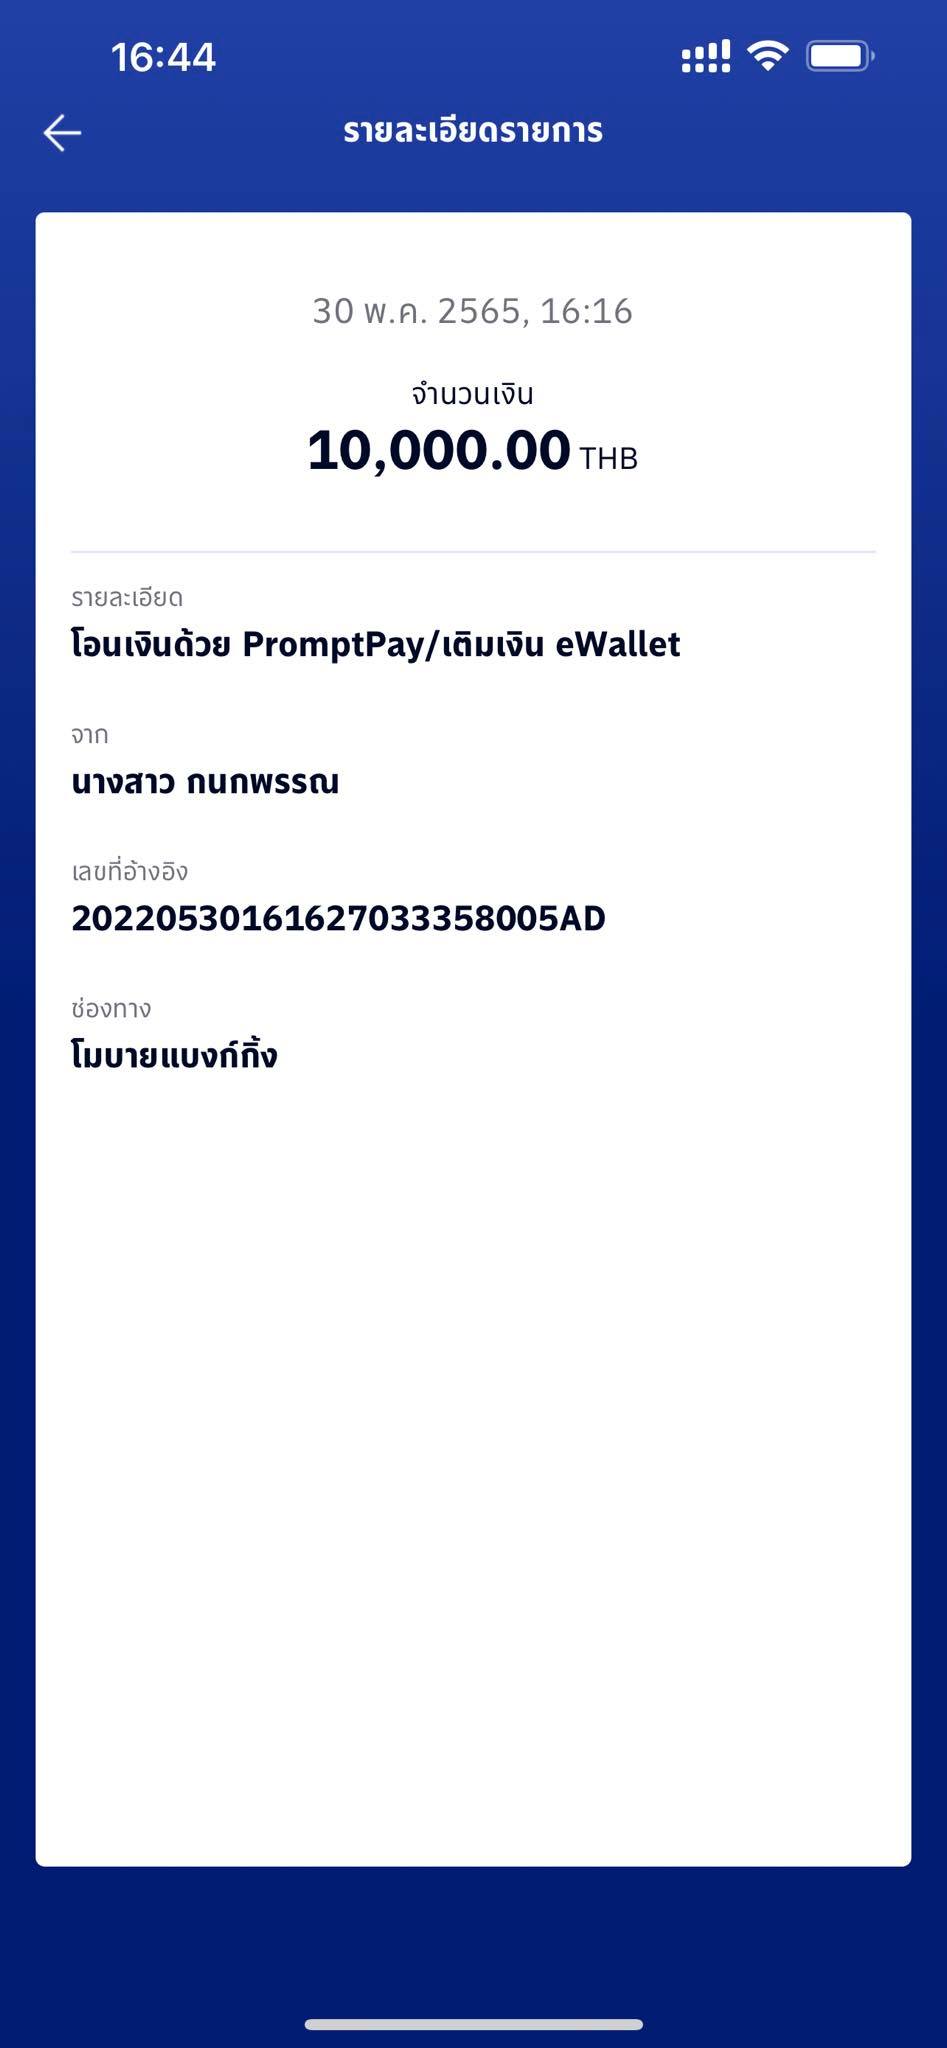 16:44
รายละเอียดรายการ
30 พ.ค. 2565, 16:16
จำนวนเงิน
10,000.00 THB
รายละเอียด
โอนเงินด้วย PromptPay/เติมเงิน eWallet
จาก
นางสาว กนกพรรณ
เลขที่อ้างอิง
20220530161627033358005AD
ช่องทาง
โมบายแบงก์กิ้ง